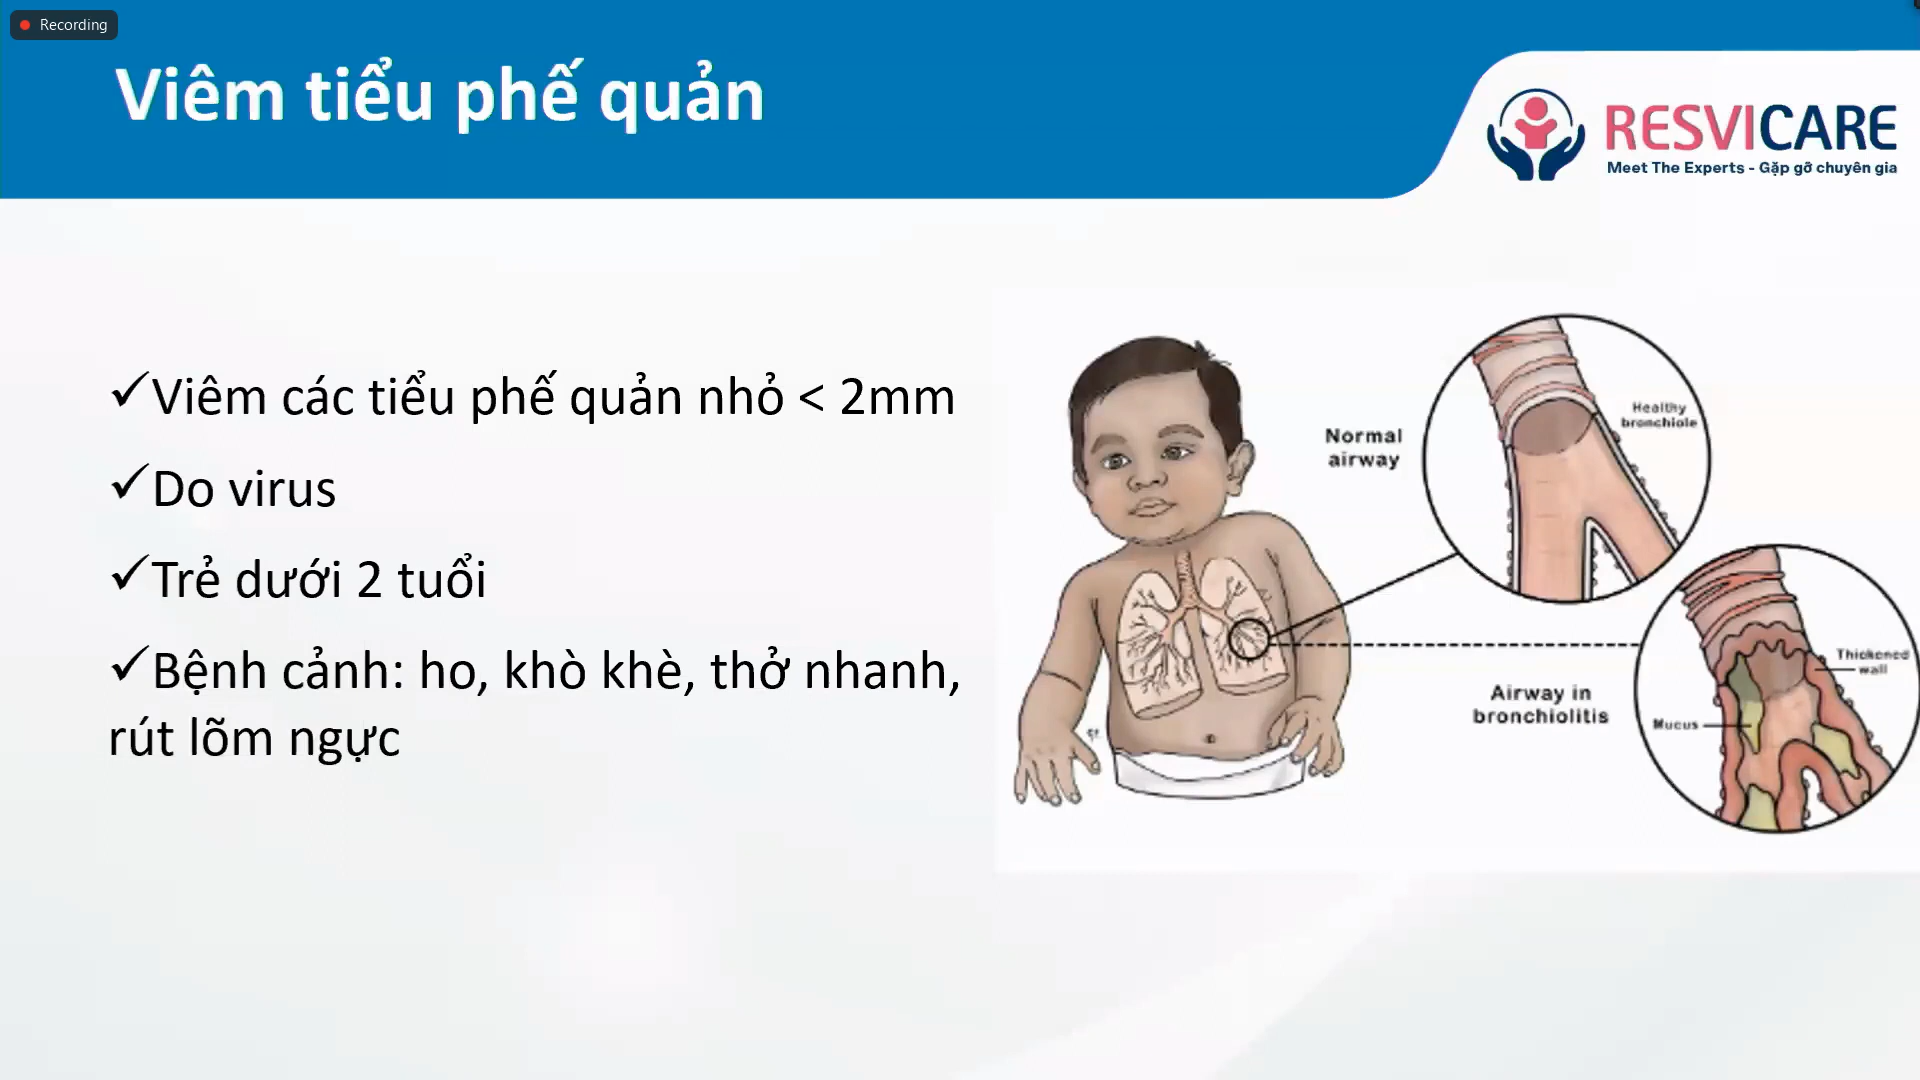 Recording
Viêm tiểu phế quản
RESVICARE
Meet The Experts - Gặp gỡ chuyên gia
✓Viêm các tiểu phế quản nhỏ < 2mm
✓Do virus
✓Trẻ dưới 2 tuổi
✓Bệnh cảnh: ho, khò khè, thở nhanh,
rút lõm ngực
Normal
airway
Healthy
bronchiole
Airway in
bronchiolitis
Thickened
wall
Mucus